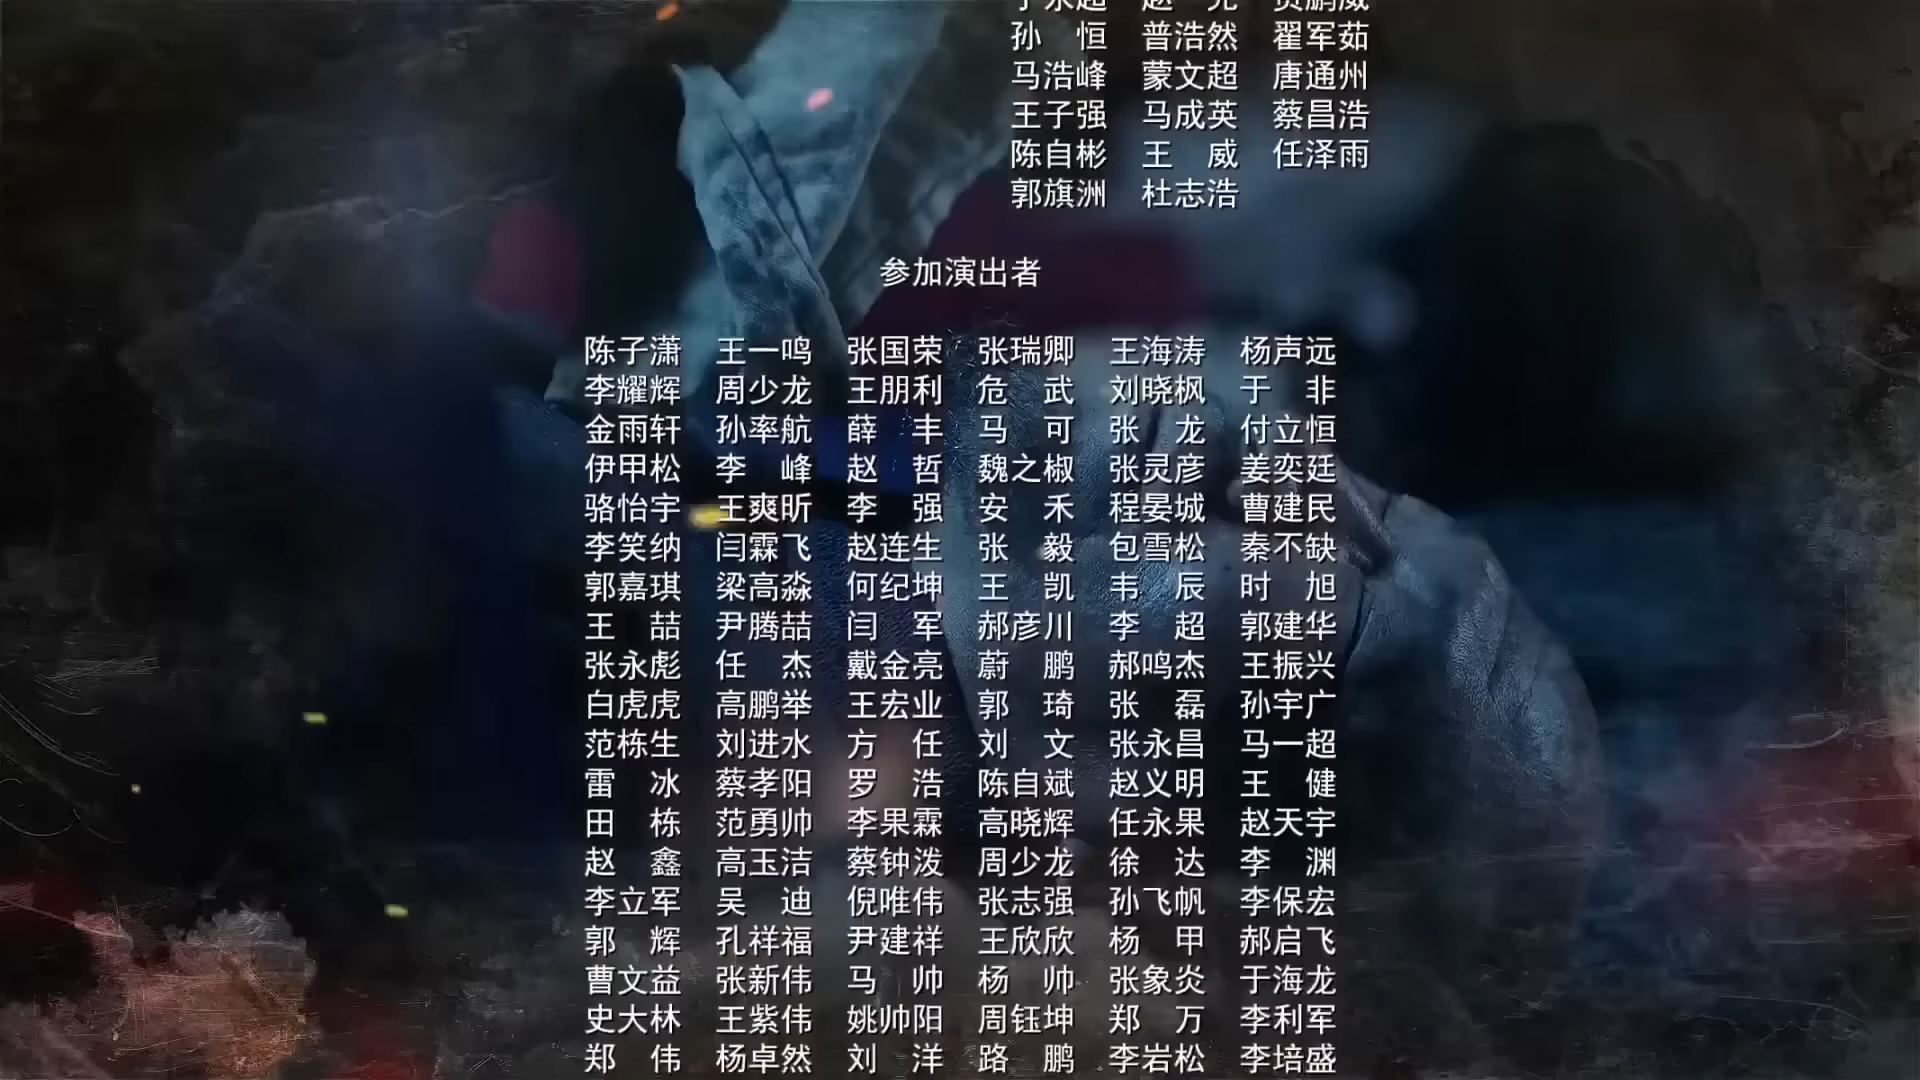 孙　恒　普浩然　翟军茹
马浩峰　蒙文超　唐通州
王子强　马成英　蔡昌浩
陈自彬　王　威　任泽雨
郭旗洲　杜志浩
参加演出者
陈子潇　王一鸣　张国荣　张瑞卿　王海涛　杨声远
李耀辉　周少龙　王朋利　危　武　刘晓枫　于　非
金雨轩　孙率航　薛　丰　马　可　张　龙　付立恒
伊甲松　李　峰　赵　哲　魏之椒　张灵彦　姜奕廷
骆怡宇　王爽昕　李　强　安　禾　程晏城　曹建民
李笑纳　闫霖飞　赵连生　张　毅　包雪松　秦不缺
郭嘉琪　梁高淼　何纪坤　王　凯　韦　辰　时　旭
王　喆　尹腾喆　闫　军　郝彦川　李　超　郭建华
张永彪　任　杰　戴金亮　蔚　鹏　郝鸣杰　王振兴
白虎虎　高鹏举　王宏业　郭　琦　张　磊　孙宇广
范栋生　刘进水　方　任　刘　文　张永昌　马一超
雷　冰　蔡孝阳　罗　浩　陈自斌　赵义明　王　健
田　栋　范勇帅　李果霖　高晓辉　任永果　赵天宇
赵　鑫　高玉洁　蔡钟泼　周少龙　徐　达　李　渊
李立军　吴　迪　倪唯伟　张志强　孙飞帆　李保宏
郭　辉　孔祥福　尹建祥　王欣欣　杨　甲　郝启飞
曹文益　张新伟　马　帅　杨　帅　张象炎　于海龙
史大林　王紫伟　姚帅阳　周钰坤　郑　万　李利军
郑　伟　杨卓然　刘　洋　路　鹏　李岩松　李培盛